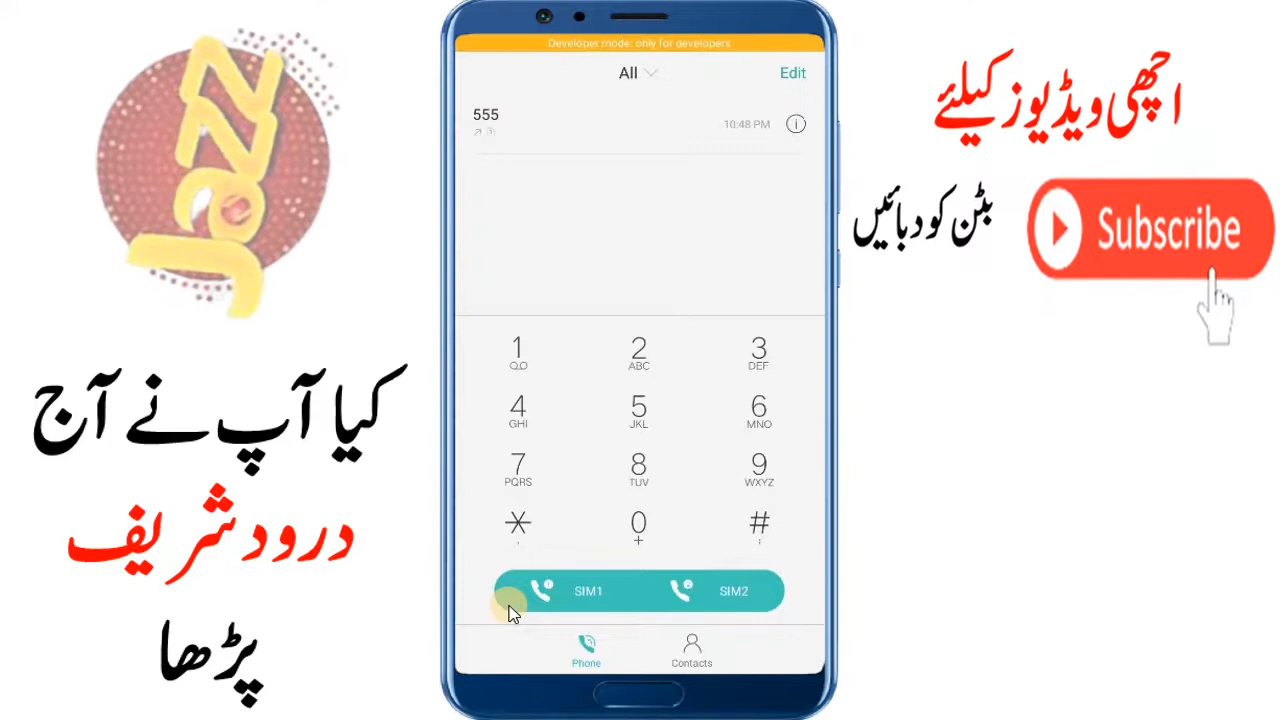 Jazz
کیا آپ نے آج
درود شریف
پڑھا
Developer mode: only for developers
All
Edit
555
10:48 PM
1
2 ABC
3 DEF
4 GHI
5 JKL
6 MNO
7 PQRS
8 TUV
9 WXYZ
* ,
0 +
# ;
SIM1
SIM2
Phone
Contacts
اچھی ویڈیوز کیلئے
بٹن کو دبائیں
Subscribe